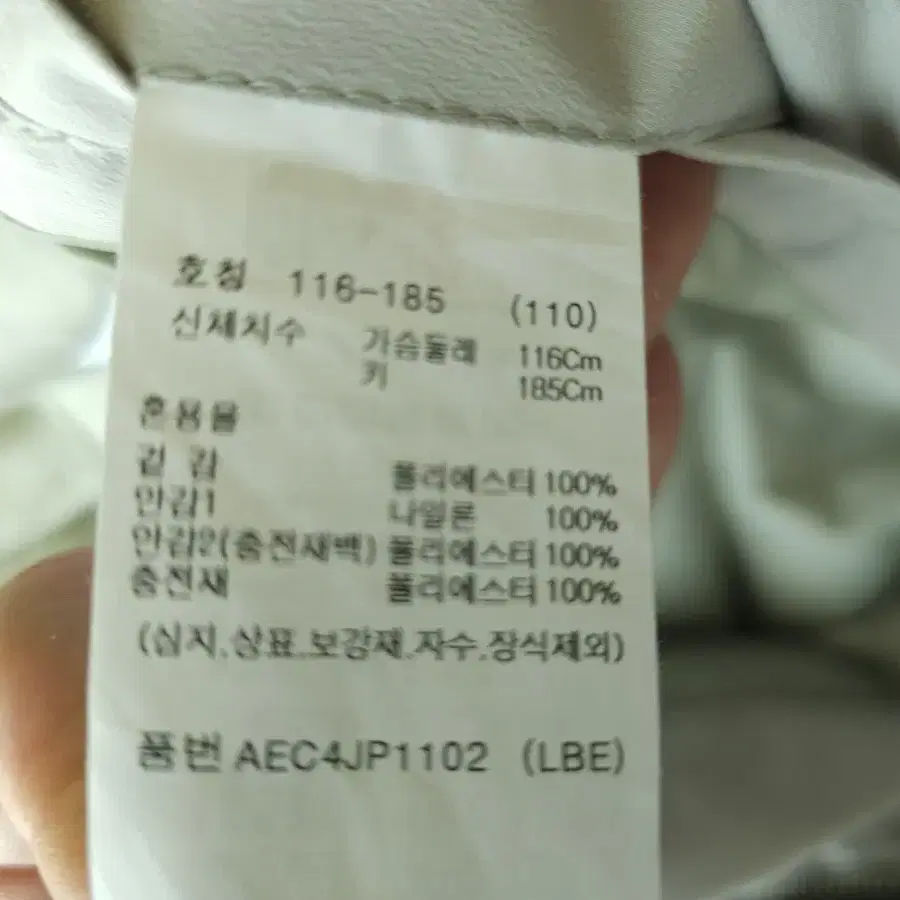 호칭 116-185 (110)
신체치수 가슴둘레 116Cm
키 185Cm
혼용율
겉 감 폴리에스터 100%
안감1 나일론 100%
안감2(충전재백) 폴리에스터 100%
충전재 폴리에스터 100%
(심지.상표.보강재.자수.장식제외)
품번 AEC4JP1102 (LBE)